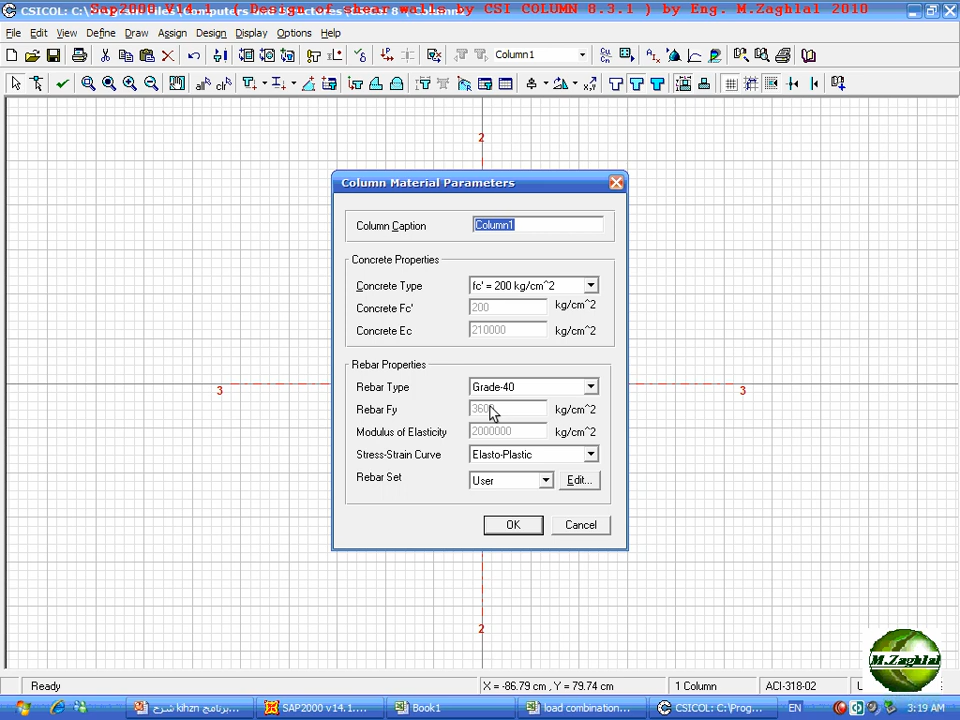 Sap2000 V14.1 ( Design of shear walls by CSI COLUMN 8.3.1 ) by Eng. M.Zaghlal 2010
File Edit View Define Draw Assign Design Display Options Help
Column1
2
Column Material Parameters
Column Caption Column1
Concrete Properties
Concrete Type fc' = 200 kg/cm^2
Concrete Fc' 200 kg/cm^2
Concrete Ec 210000 kg/cm^2
Rebar Properties
Rebar Type Grade-40
Rebar Fy 3600 kg/cm^2
Modulus of Elasticity 2000000 kg/cm^2
Stress-Strain Curve Elasto-Plastic
Rebar Set User Edit...
OK Cancel
3 3
2
M.Zaghlal
Ready X = -86.79 cm , Y = 79.74 cm 1 Column ACI-318-02
برنامج kihzn شرح... SAP2000 v14.1.... Book1 load combination... CSICOL: C:\Prog... EN 3:19 AM